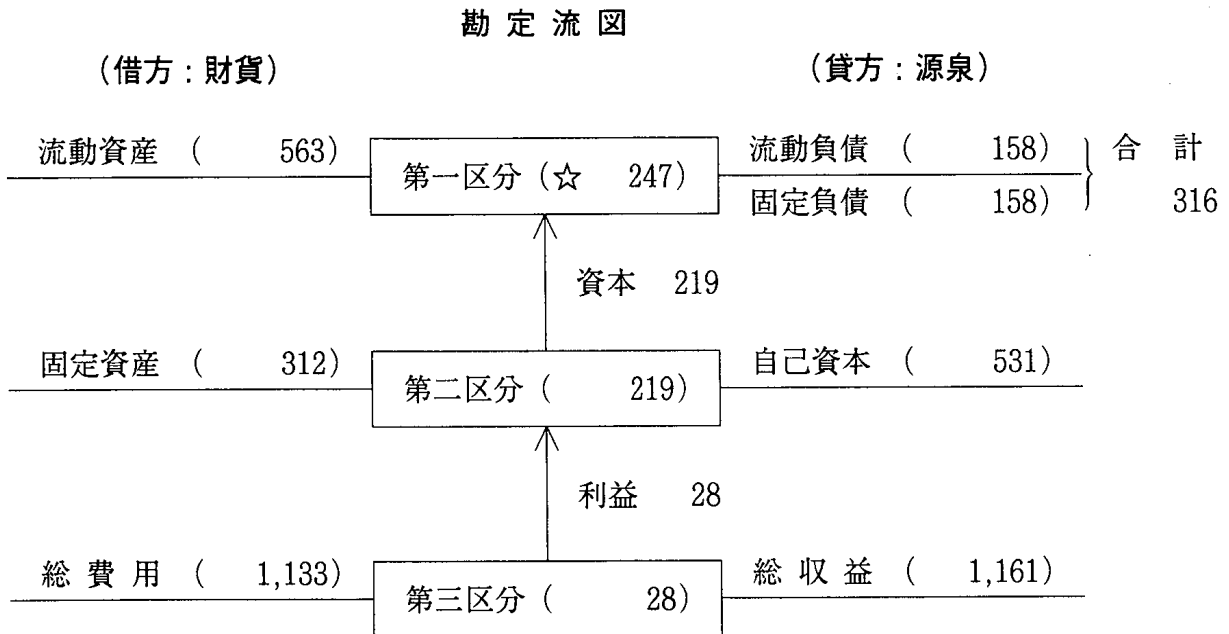 勘定流図
(借方:財貨) (貸方:源泉)
流動資産 ( 563) 第一区分 (☆ 247) 流動負債 ( 158) 合計
固定負債 ( 158) 316
資本 219
固定資産 ( 312) 第二区分 ( 219) 自己資本 ( 531)
利益 28
総費用 ( 1,133) 第三区分 ( 28) 総収益 ( 1,161)